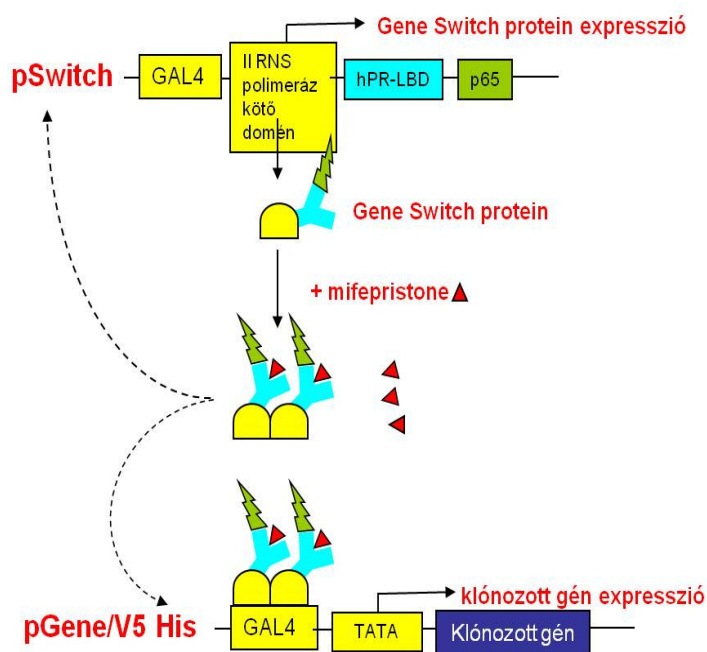 Gene Switch protein expresszió
pSwitch
GAL4
II RNS
polimeráz
kötő
domén
hPR-LBD
p65
Gene Switch protein
+ mifepristone
klónozott gén expresszió
pGene/V5 His
GAL4
TATA
Klónozott gén